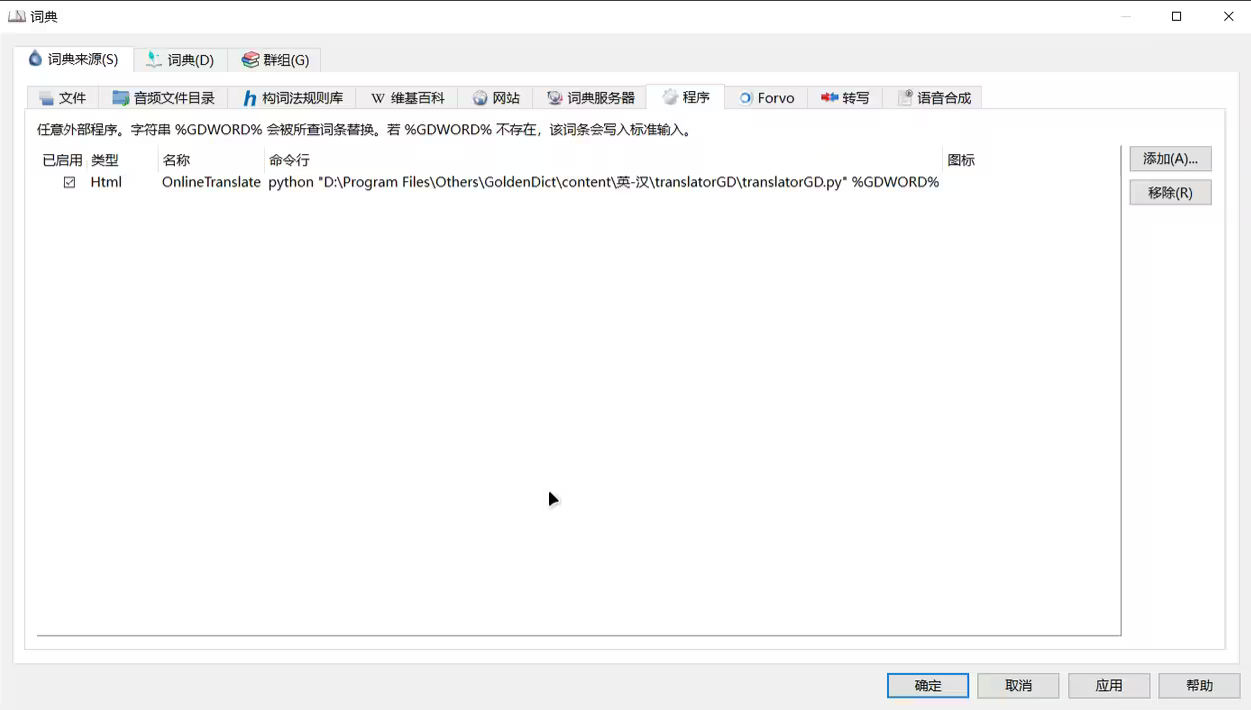 词典
词典来源(S) 词典(D) 群组(G)
文件 音频文件目录 构词法规则库 维基百科 网站 词典服务器 程序 Forvo 转写 语音合成
任意外部程序。字符串 %GDWORD% 会被所查词条替换。若 %GDWORD% 不存在，该词条会写入标准输入。
已启用 类型 名称 命令行 图标 添加(A)...
Html OnlineTranslate python "D:\Program Files\Others\GoldenDict\content\英-汉\translatorGD\translatorGD.py" %GDWORD%
移除(R)
确定 取消 应用 帮助